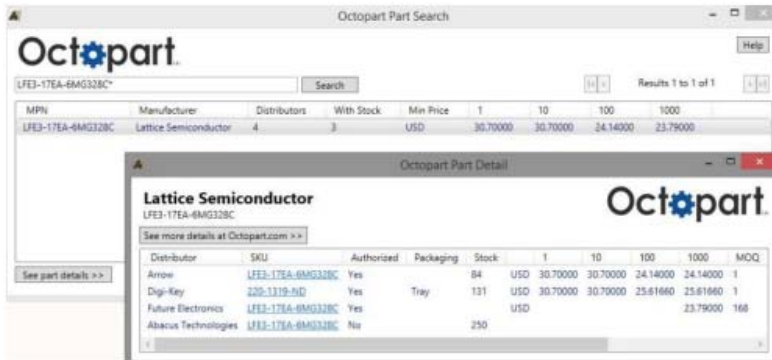 Octopart Part Search
Octopart.
Help
LFE3-17EA-6MG328C*
Search
Results 1 to 1 of 1
MPN Manufacturer Distributors With Stock Min Price 1 10 100 1000
LFE3-17EA-6MG328C Lattice Semiconductor 4 3 USD 30.70000 30.70000 24.14000 23.79000
See part details >>
Octopart Part Detail
Lattice Semiconductor
LFE3-17EA-6MG328C
Octopart.
See more details at Octopart.com >>
Distributor SKU Authorized Packaging Stock 1 10 100 1000 MOQ
Arrow LFE3-17EA-6MG328C Yes 84 USD 30.70000 30.70000 24.14000 24.14000 1
Digi-Key 220-1319-ND Yes Tray 131 USD 30.70000 30.70000 25.61660 25.61660 1
Future Electronics LFE3-17EA-6MG328C Yes USD 23.79000 168
Abacus Technologies LFE3-17EA-6MG328C No 250